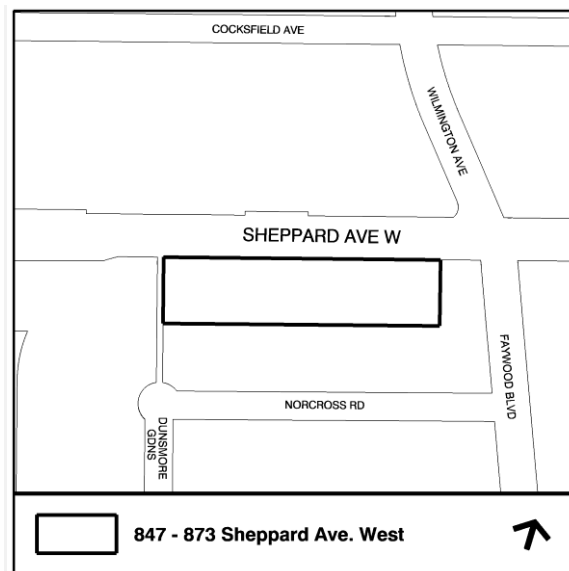 COCKSFIELD AVE
WILMINGTON AVE
SHEPPARD AVE W
FAYWOOD BLVD
NORCROSS RD
DUNSMORE
GDNS
847 - 873 Sheppard Ave. West